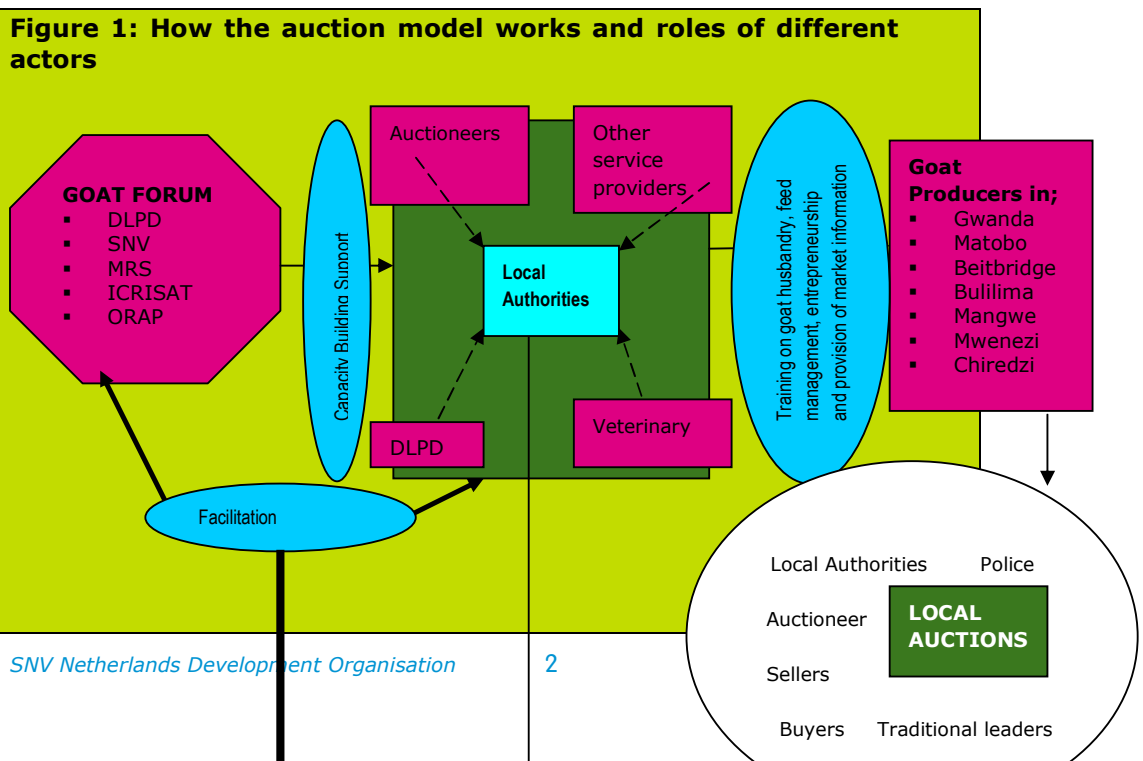 Figure 1: How the auction model works and roles of different
actors
GOAT FORUM
▪ DLPD
▪ SNV
▪ MRS
▪ ICRISAT
▪ ORAP
Capacity Building Support
Auctioneers
Other
service
providers
Local
Authorities
DLPD
Veterinary
Training on goat husbandry, feed
management, entrepreneurship
and provision of market information
Goat
Producers in;
▪ Gwanda
▪ Matobo
▪ Beitbridge
▪ Bulilima
▪ Mangwe
▪ Mwenezi
▪ Chiredzi
Facilitation
Local Authorities Police
Auctioneer
LOCAL
AUCTIONS
Sellers
Buyers Traditional leaders
SNV Netherlands Development Organisation 2